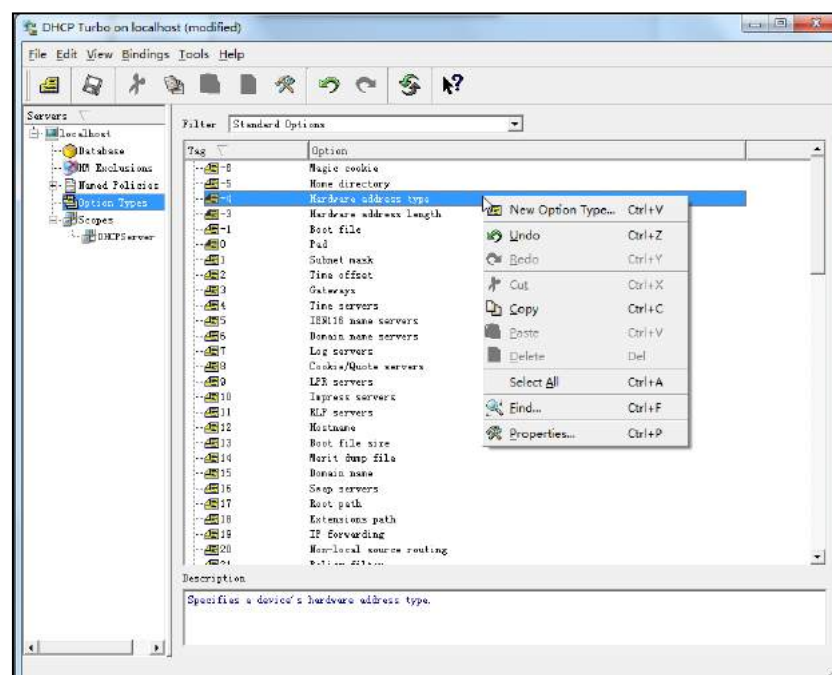 DHCP Turbo on localhost (modified)
File Edit View Bindings Tools Help
Servers
localhost
Database
HW Exclusions
Named Policies
Option Types
Scopes
DHCPServer
Filter Standard Options
Tag Option
-8 Magic cookie
-5 Home directory
-4 Hardware address type
-3 Hardware address length
-1 Boot file
0 Pad
1 Subnet mask
2 Time offset
3 Gateways
4 Time servers
5 IEN116 name servers
6 Domain name servers
7 Log servers
8 Cookie/Quote servers
9 LPR servers
10 Impress servers
11 RLP servers
12 Hostname
13 Boot file size
14 Merit dump file
15 Domain name
16 Swap servers
17 Root path
18 Extensions path
19 IP forwarding
20 Non-local source routing
21 Policy filter
New Option Type... Ctrl+V
Undo Ctrl+Z
Redo Ctrl+Y
Cut Ctrl+X
Copy Ctrl+C
Paste Ctrl+V
Delete Del
Select All Ctrl+A
Find... Ctrl+F
Properties... Ctrl+P
Description
Specifies a device's hardware address type.